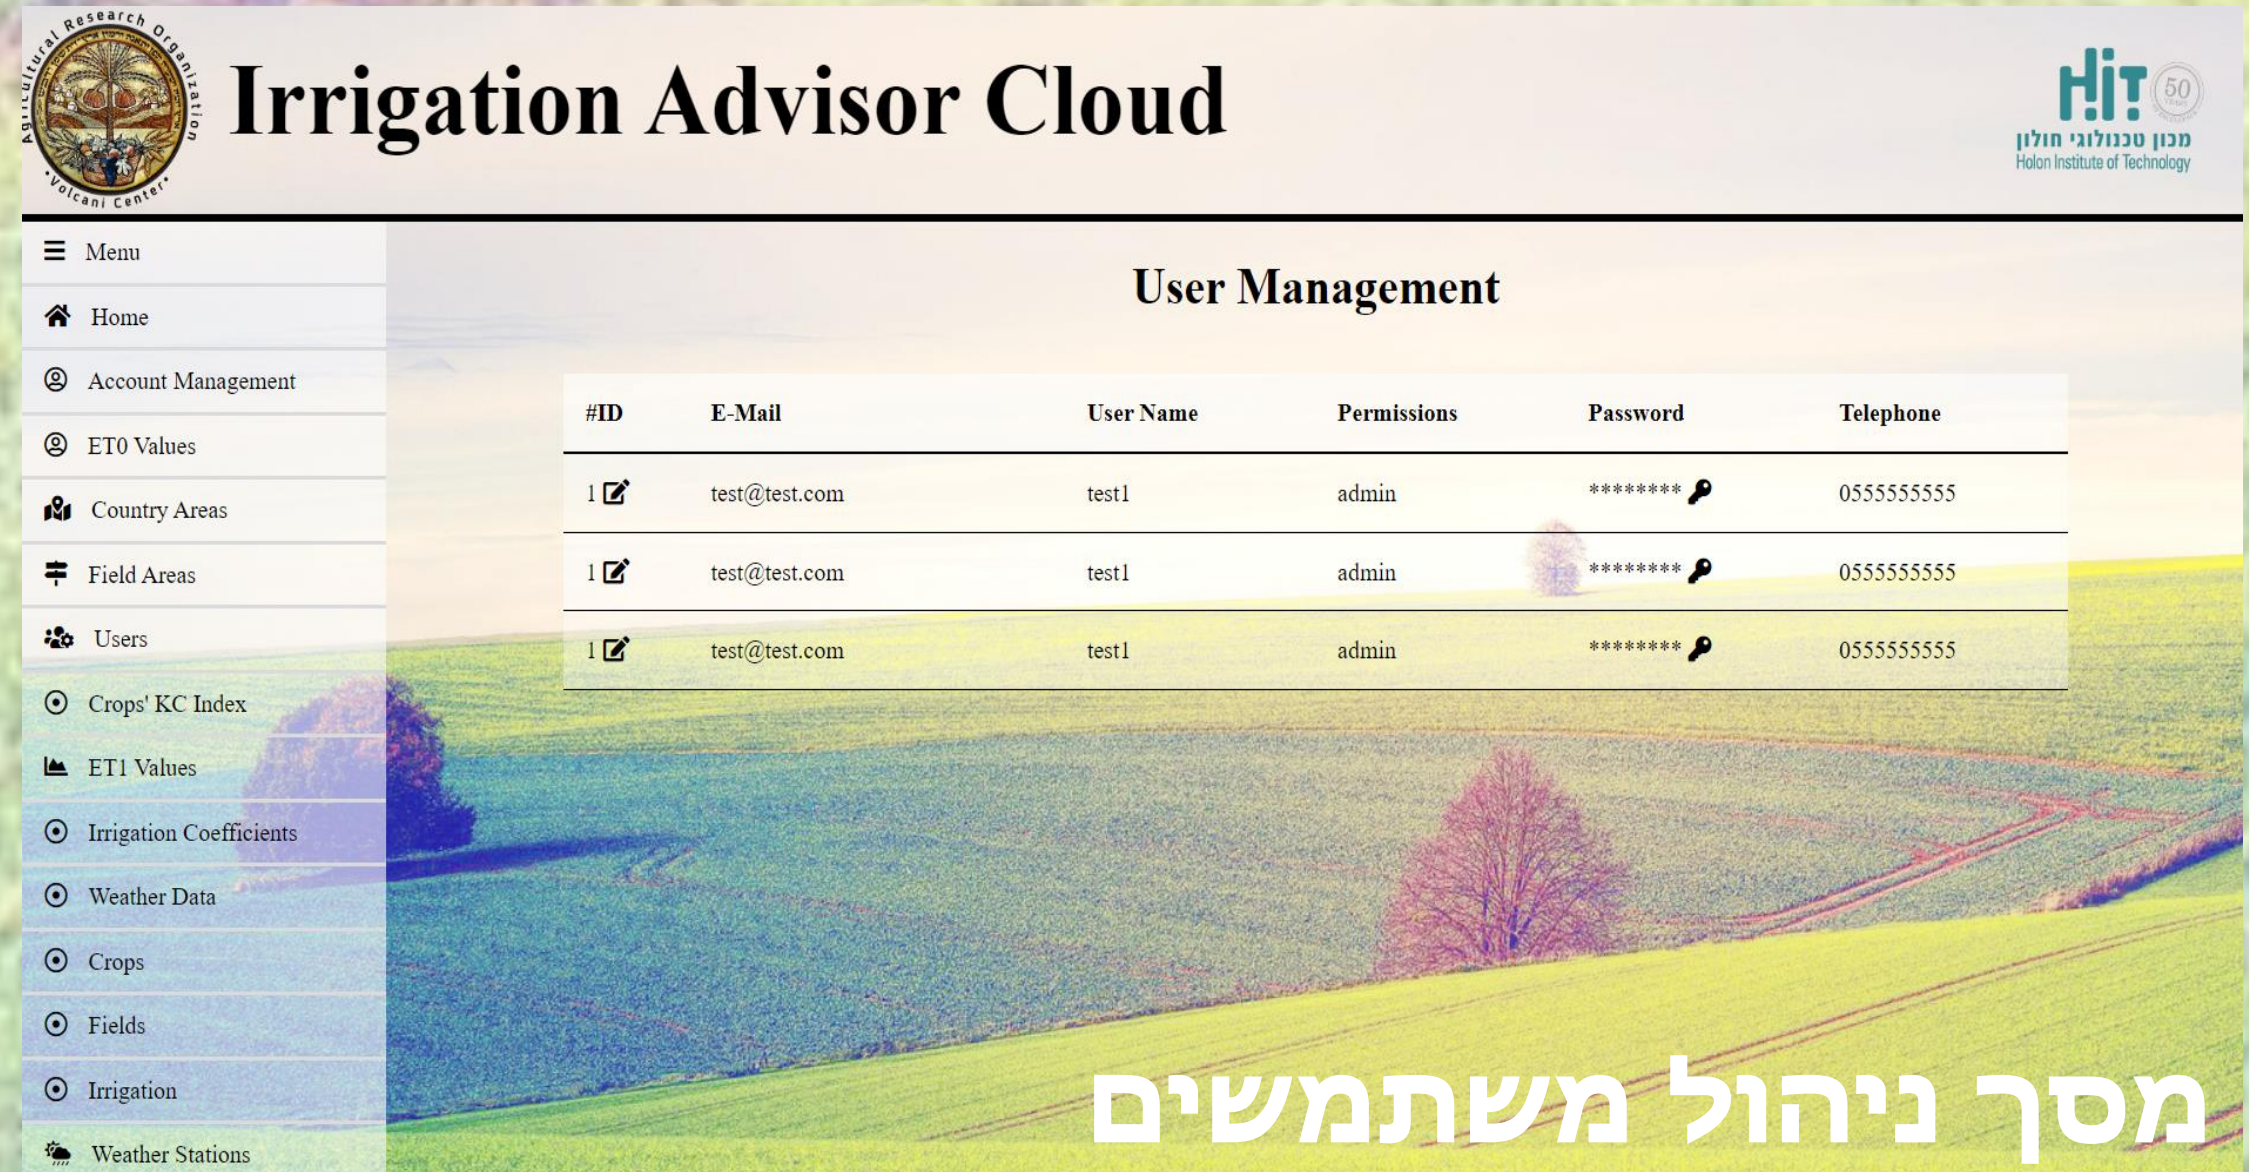 Agricultural Research Organization
·Volcani Center·
Irrigation Advisor Cloud
HiT 50 YEARS
מכון טכנולוגי חולון
Holon Institute of Technology
Menu
Home
Account Management
ET0 Values
Country Areas
Field Areas
Users
Crops' KC Index
ET1 Values
Irrigation Coefficients
Weather Data
Crops
Fields
Irrigation
Weather Stations
User Management
#ID E-Mail User Name Permissions Password Telephone
1 test@test.com test1 admin ******** 0555555555
1 test@test.com test1 admin ******** 0555555555
1 test@test.com test1 admin ******** 0555555555
מסך ניהול משתמשים